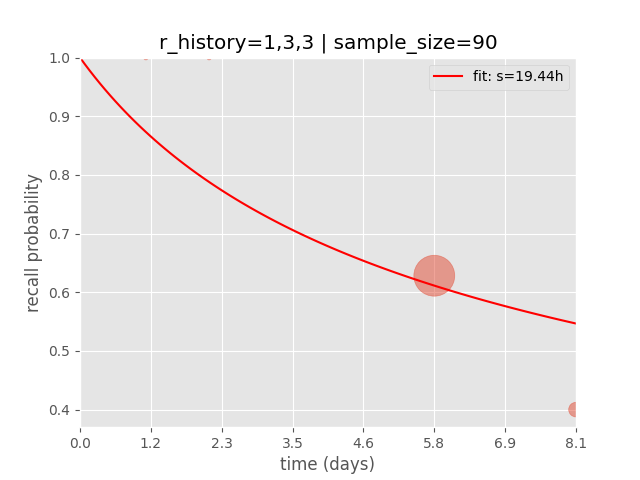 r_history=1,3,3 | sample_size=90
fit: s=19.44h
recall probability
1.0
0.9
0.8
0.7
0.6
0.5
0.4
0.0 1.2 2.3 3.5 4.6 5.8 6.9 8.1
time (days)